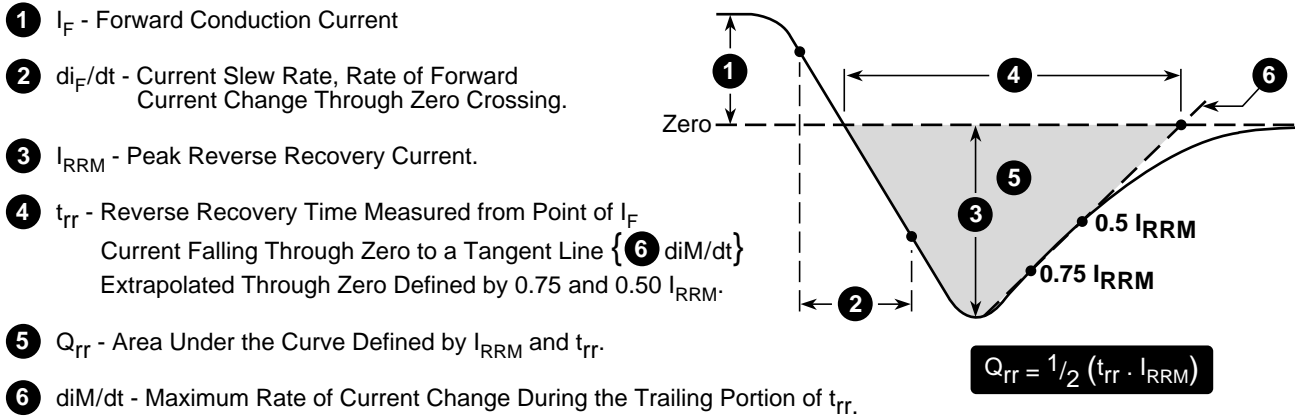 1 I_F - Forward Conduction Current
2 di_F/dt - Current Slew Rate, Rate of Forward
Current Change Through Zero Crossing.
3 I_RRM - Peak Reverse Recovery Current.
4 t_rr - Reverse Recovery Time Measured from Point of I_F
Current Falling Through Zero to a Tangent Line {6 diM/dt}
Extrapolated Through Zero Defined by 0.75 and 0.50 I_RRM.
5 Q_rr - Area Under the Curve Defined by I_RRM and t_rr.
6 diM/dt - Maximum Rate of Current Change During the Trailing Portion of t_rr.
1
4
6
Zero
5
3
0.5 I_RRM
0.75 I_RRM
2
Q_rr = 1/2 (t_rr · I_RRM)